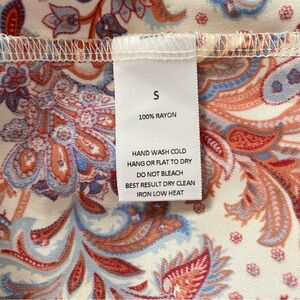 S
100% RAYON
HAND WASH COLD
HANG OR FLAT TO DRY
DO NOT BLEACH
BEST RESULT DRY CLEAN
IRON LOW HEAT